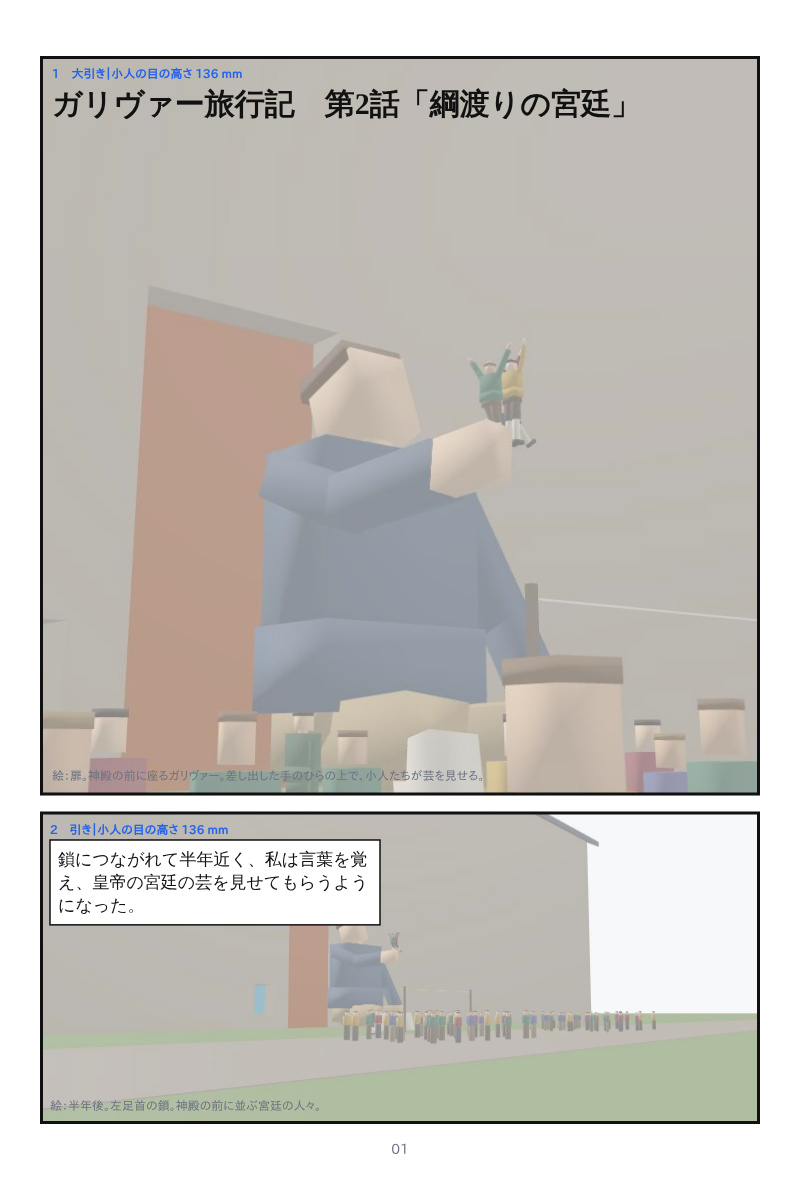 1 大引き|小人の目の高さ136 mm
ガリヴァー旅行記 第2話「綱渡りの宮廷」
絵:扉。神殿の前に座るガリヴァー。差し出した手のひらの上で、小人たちが芸を見せる。
2 引き|小人の目の高さ136 mm
鎖につながれて半年近く、私は言葉を覚
え、皇帝の宮廷の芸を見せてもらうよう
になった。
絵:半年後。左足首の鎖。神殿の前に並ぶ宮廷の人々。
01